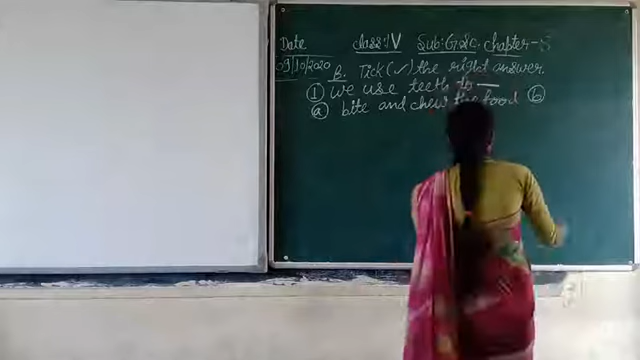 Date class: IV Sub: G.Sc. chapter-8
09/10/2020
B. Tick (✓) the right answer.
① we use teeth to —
ⓐ bite and chew the food ⓑ